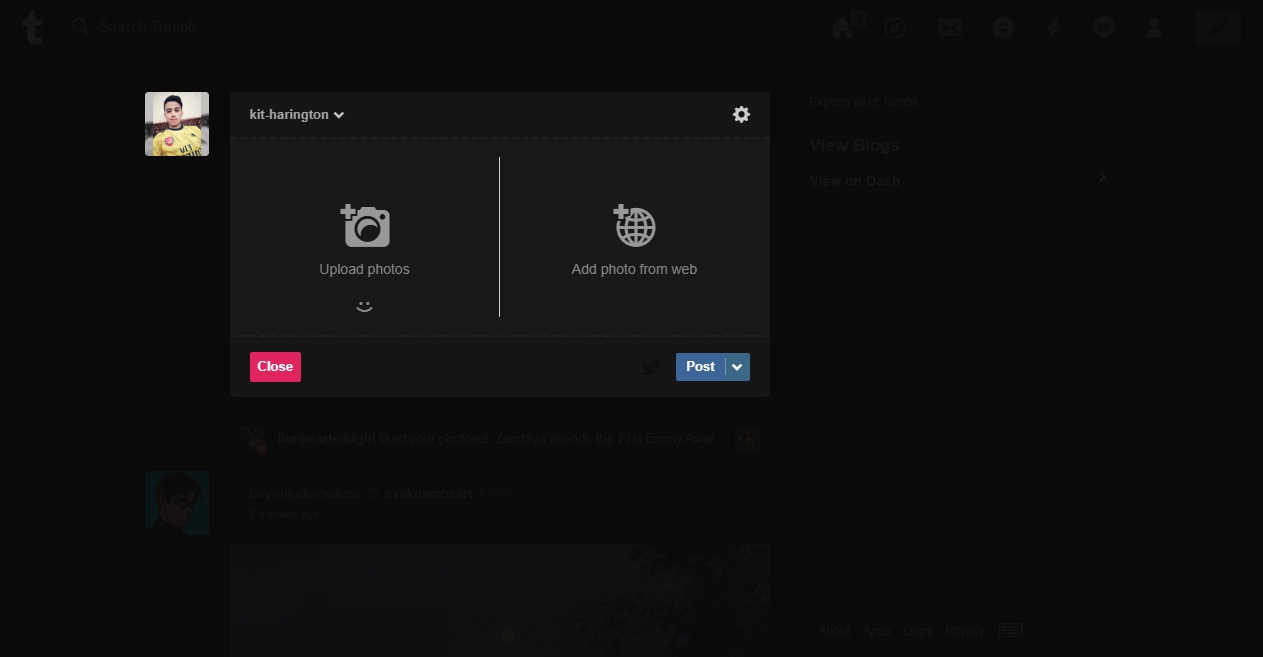 t
Search Tumblr
kit-harington
Explore all of Tumblr
View Blogs
View on Dash
Upload photos
Add photo from web
Close
Post
lionhearteddgirl liked your photoset: Zendaya attends the 71st Emmy Awar...
beyonceknowless evakosmosart
2 minutes ago
About Apps Legal Privacy